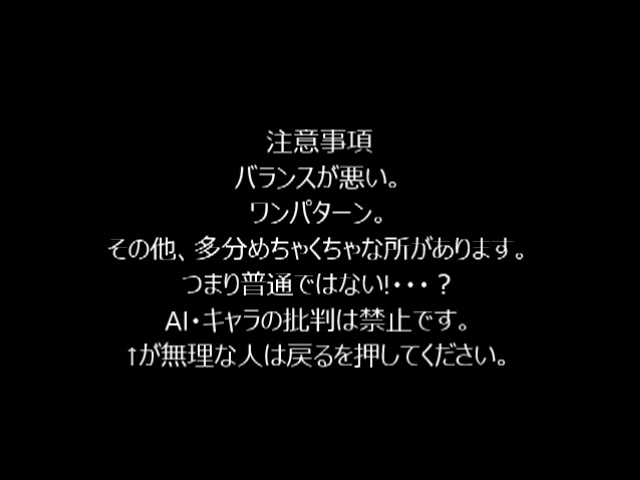 注意事項
バランスが悪い。
ワンパターン。
その他、多分めちゃくちゃな所があります。
つまり普通ではない!・・・？
AI・キャラの批判は禁止です。
↑が無理な人は戻るを押してください。